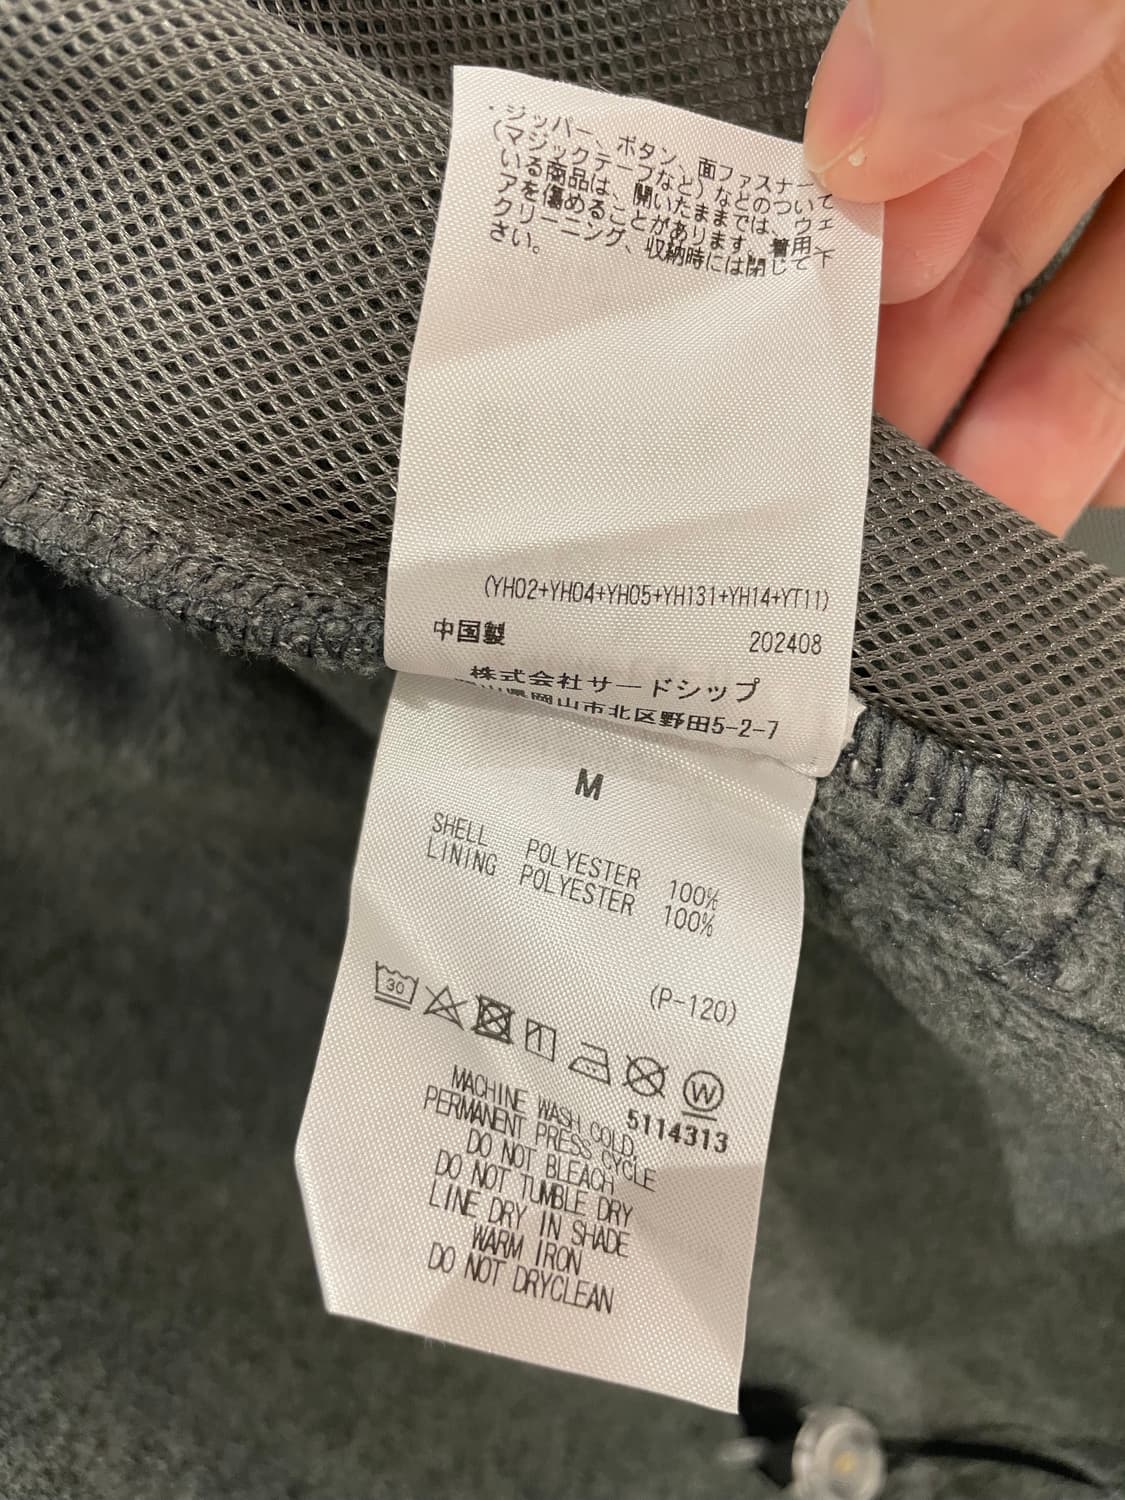 ・ジッパー、ボタン、面ファスナー
(マジックテープなど)などのついて
いる商品は、開いたままでは、ウェ
アを傷めることがあります。着用、
クリーニング、収納時には閉じて下
さい。
(YH02+YH04+YH05+YH131+YH14+YT11)
中国製 202408
株式会社サードシップ
山県岡山市北区野田5-2-7
M
SHELL POLYESTER 100%
LINING POLYESTER 100%
(P-120)
30
W
5114313
MACHINE WASH COLD,
PERMANENT PRESS CYCLE
DO NOT BLEACH
DO NOT TUMBLE DRY
LINE DRY IN SHADE
WARM IRON
DO NOT DRYCLEAN